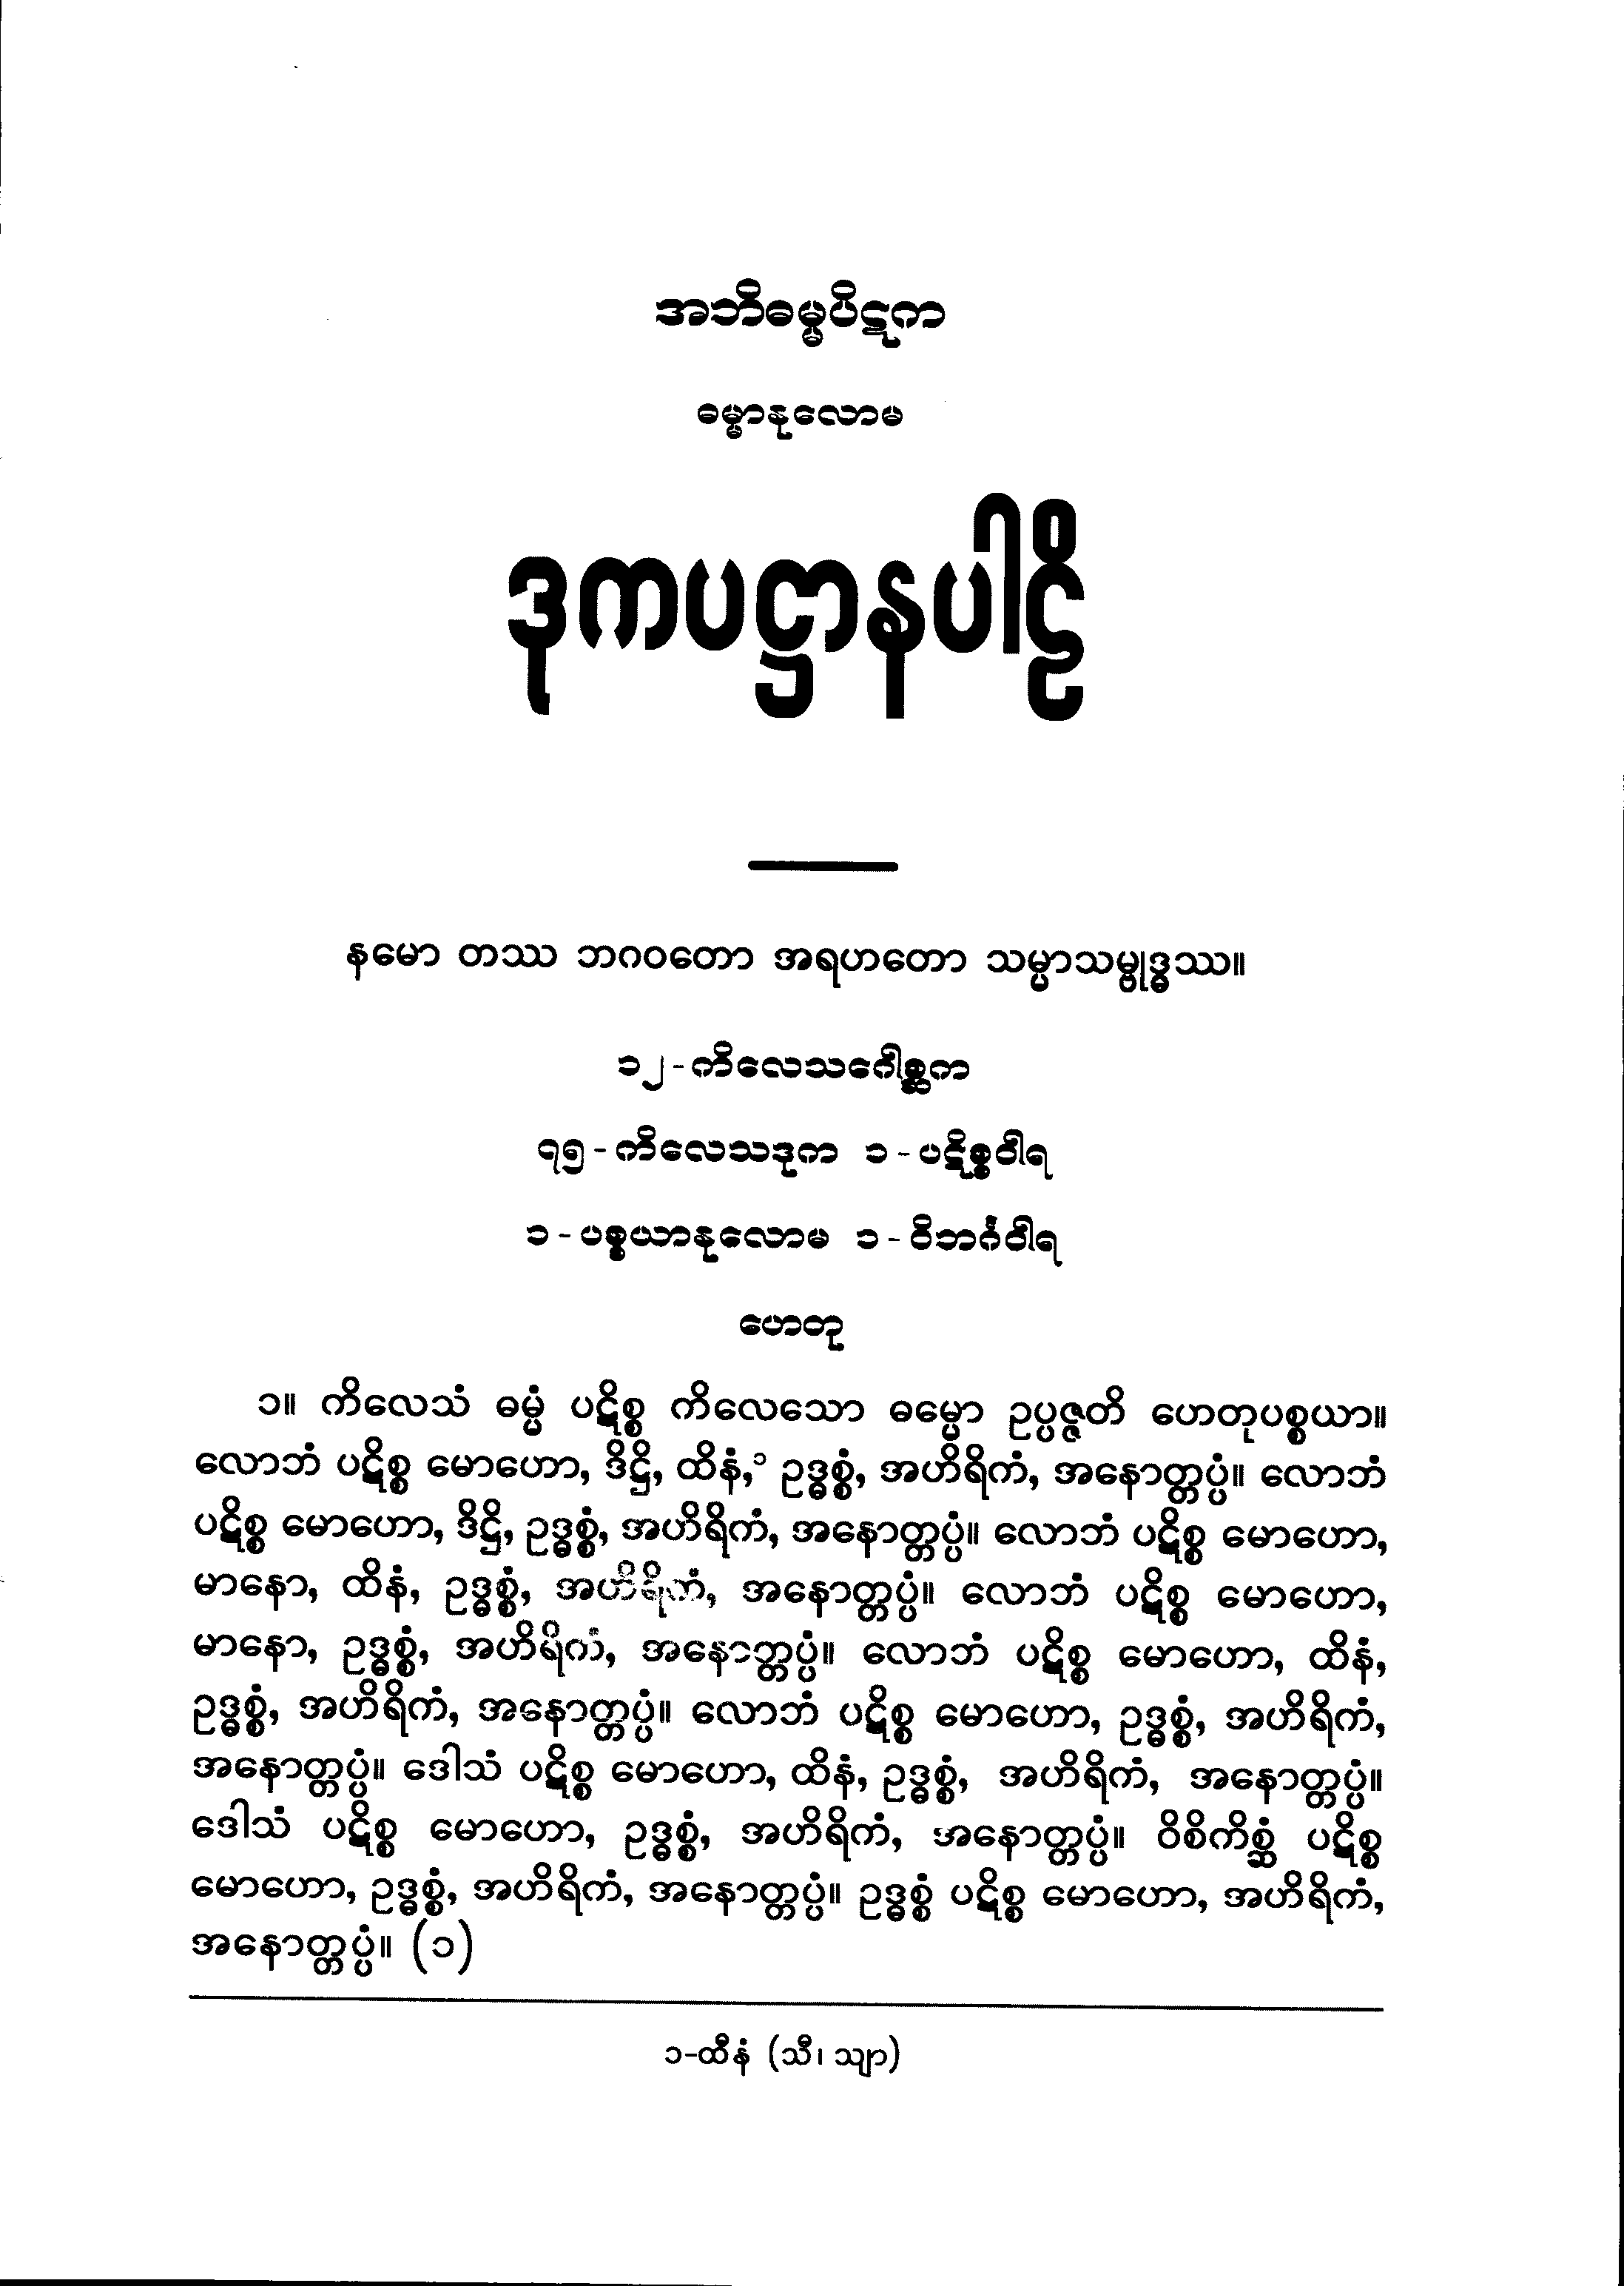 အဘိဓမ္မပိဋက
ဓမ္မာနုလောမ
ဒုကပဋ္ဌာနပါဠိ
နမော တဿ ဘဂဝတော အရဟတော သမ္မာသမ္ဗုဒ္ဓဿ။
၁၂-ကိလေသဂေါစ္ဆက
၇၅-ကိလေသဒုက ၁-ပဋိစ္စဝါရ
၁-ပစ္စယာနုလောမ ၁-ဝိဘင်္ဂဝါရ
ဟေတု
၁။ ကိလေသံ ဓမ္မံ ပဋိစ္စ ကိလေသော ဓမ္မော ဥပ္ပဇ္ဇတိ ဟေတုပစ္စယာ။
လောဘံ ပဋိစ္စ မောဟော, ဒိဋ္ဌိ, ထိနံ,၁ ဥဒ္ဓစ္စံ, အဟိရိကံ, အနောတ္တပ္ပံ။ လောဘံ
ပဋိစ္စ မောဟော, ဒိဋ္ဌိ, ဥဒ္ဓစ္စံ, အဟိရိကံ, အနောတ္တပ္ပံ။ လောဘံ ပဋိစ္စ မောဟော,
မာနော, ထိနံ, ဥဒ္ဓစ္စံ, အဟိရိကံ, အနောတ္တပ္ပံ။ လောဘံ ပဋိစ္စ မောဟော,
မာနော, ဥဒ္ဓစ္စံ, အဟိရိကံ, အနောတ္တပ္ပံ။ လောဘံ ပဋိစ္စ မောဟော, ထိနံ,
ဥဒ္ဓစ္စံ, အဟိရိကံ, အနောတ္တပ္ပံ။ လောဘံ ပဋိစ္စ မောဟော, ဥဒ္ဓစ္စံ, အဟိရိကံ,
အနောတ္တပ္ပံ။ ဒေါသံ ပဋိစ္စ မောဟော, ထိနံ, ဥဒ္ဓစ္စံ, အဟိရိကံ, အနောတ္တပ္ပံ။
ဒေါသံ ပဋိစ္စ မောဟော, ဥဒ္ဓစ္စံ, အဟိရိကံ, အနောတ္တပ္ပံ။ ဝိစိကိစ္ဆံ ပဋိစ္စ
မောဟော, ဥဒ္ဓစ္စံ, အဟိရိကံ, အနောတ္တပ္ပံ။ ဥဒ္ဓစ္စံ ပဋိစ္စ မောဟော, အဟိရိကံ,
အနောတ္တပ္ပံ။ (၁)
၁-ထီနံ (သီ၊ သျာ)